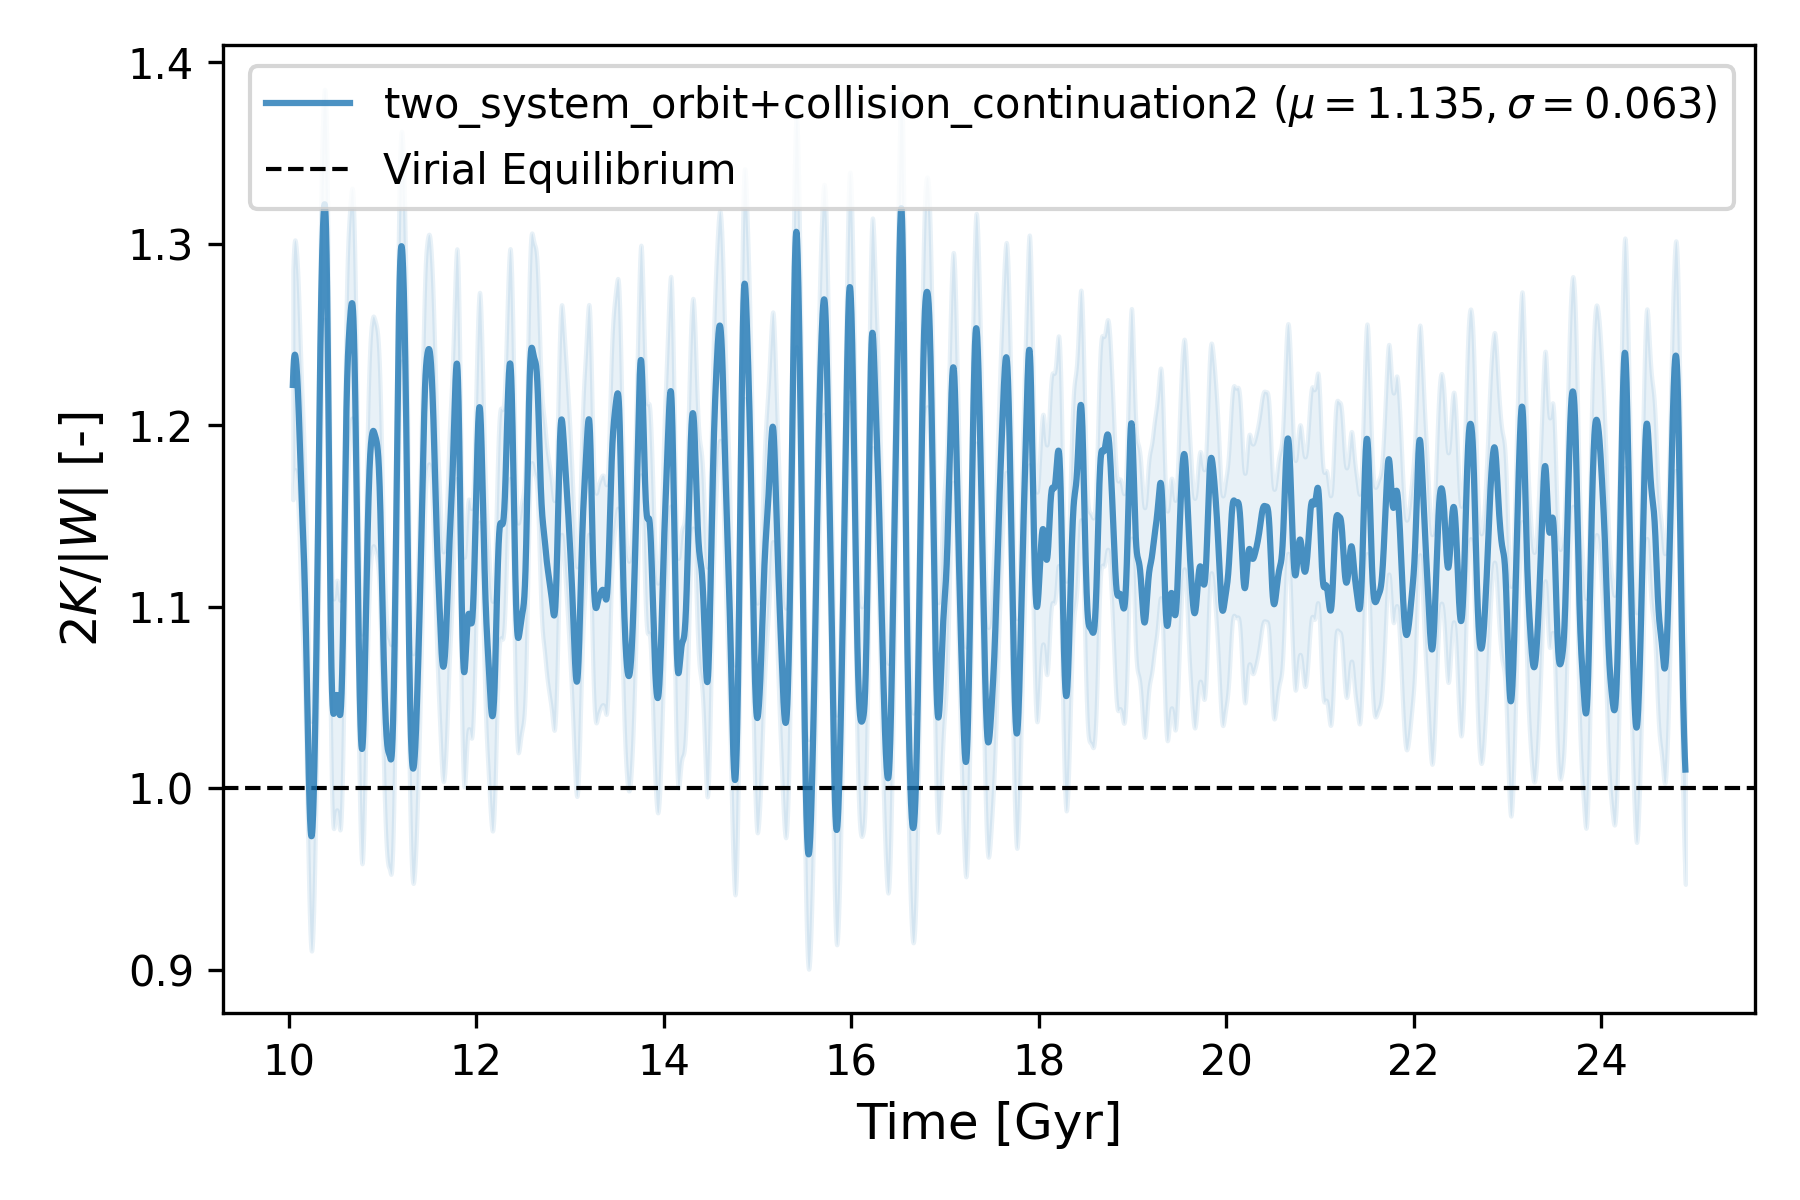 1.4
1.3
1.2
1.1
1.0
0.9
2K/|W| [-]
two_system_orbit+collision_continuation2 (μ = 1.135, σ = 0.063)
Virial Equilibrium
10 12 14 16 18 20 22 24
Time [Gyr]